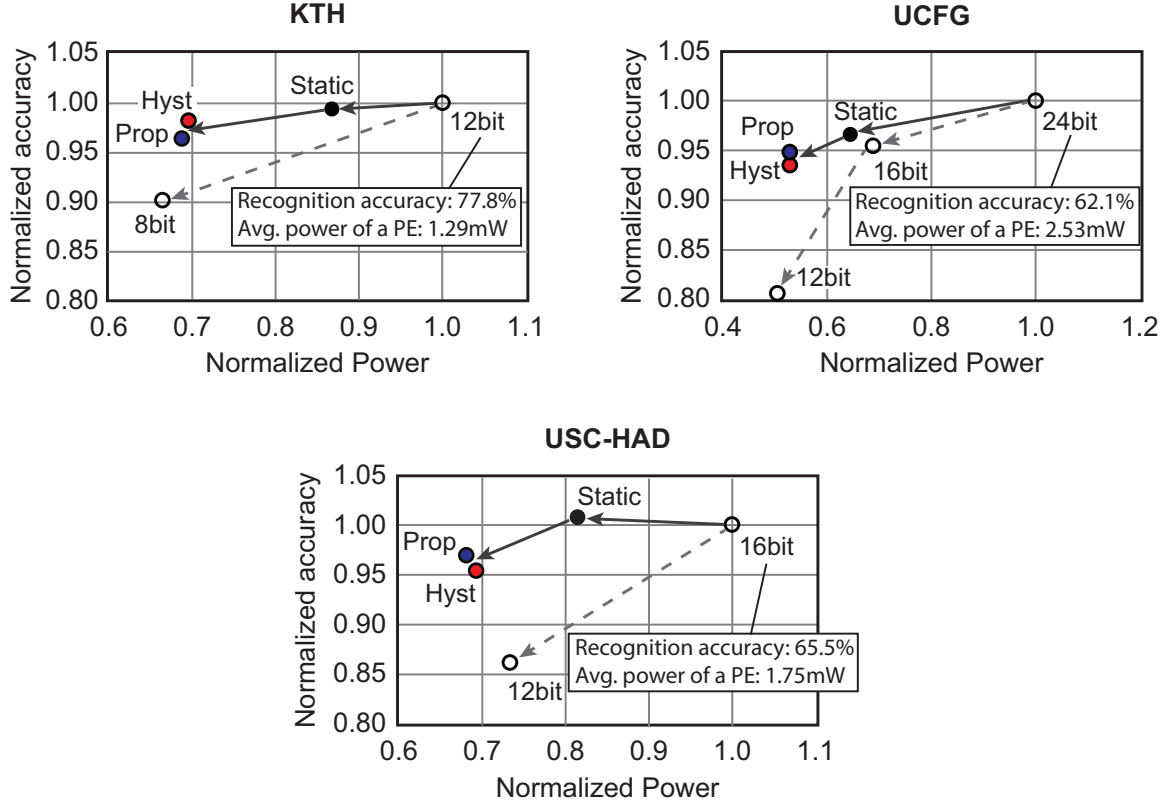 KTH
Normalized accuracy
1.05
1.00
0.95
0.90
0.85
0.80
Hyst
Prop
Static
12bit
8bit
Recognition accuracy: 77.8%
Avg. power of a PE: 1.29mW
0.6 0.7 0.8 0.9 1.0 1.1
Normalized Power
UCFG
Normalized accuracy
1.05
1.00
0.95
0.90
0.85
0.80
Static
Prop
Hyst
24bit
16bit
Recognition accuracy: 62.1%
Avg. power of a PE: 2.53mW
12bit
0.4 0.6 0.8 1.0 1.2
Normalized Power
USC-HAD
Normalized accuracy
1.05
1.00
0.95
0.90
0.85
0.80
Static
Prop
Hyst
16bit
Recognition accuracy: 65.5%
Avg. power of a PE: 1.75mW
12bit
0.6 0.7 0.8 0.9 1.0 1.1
Normalized Power